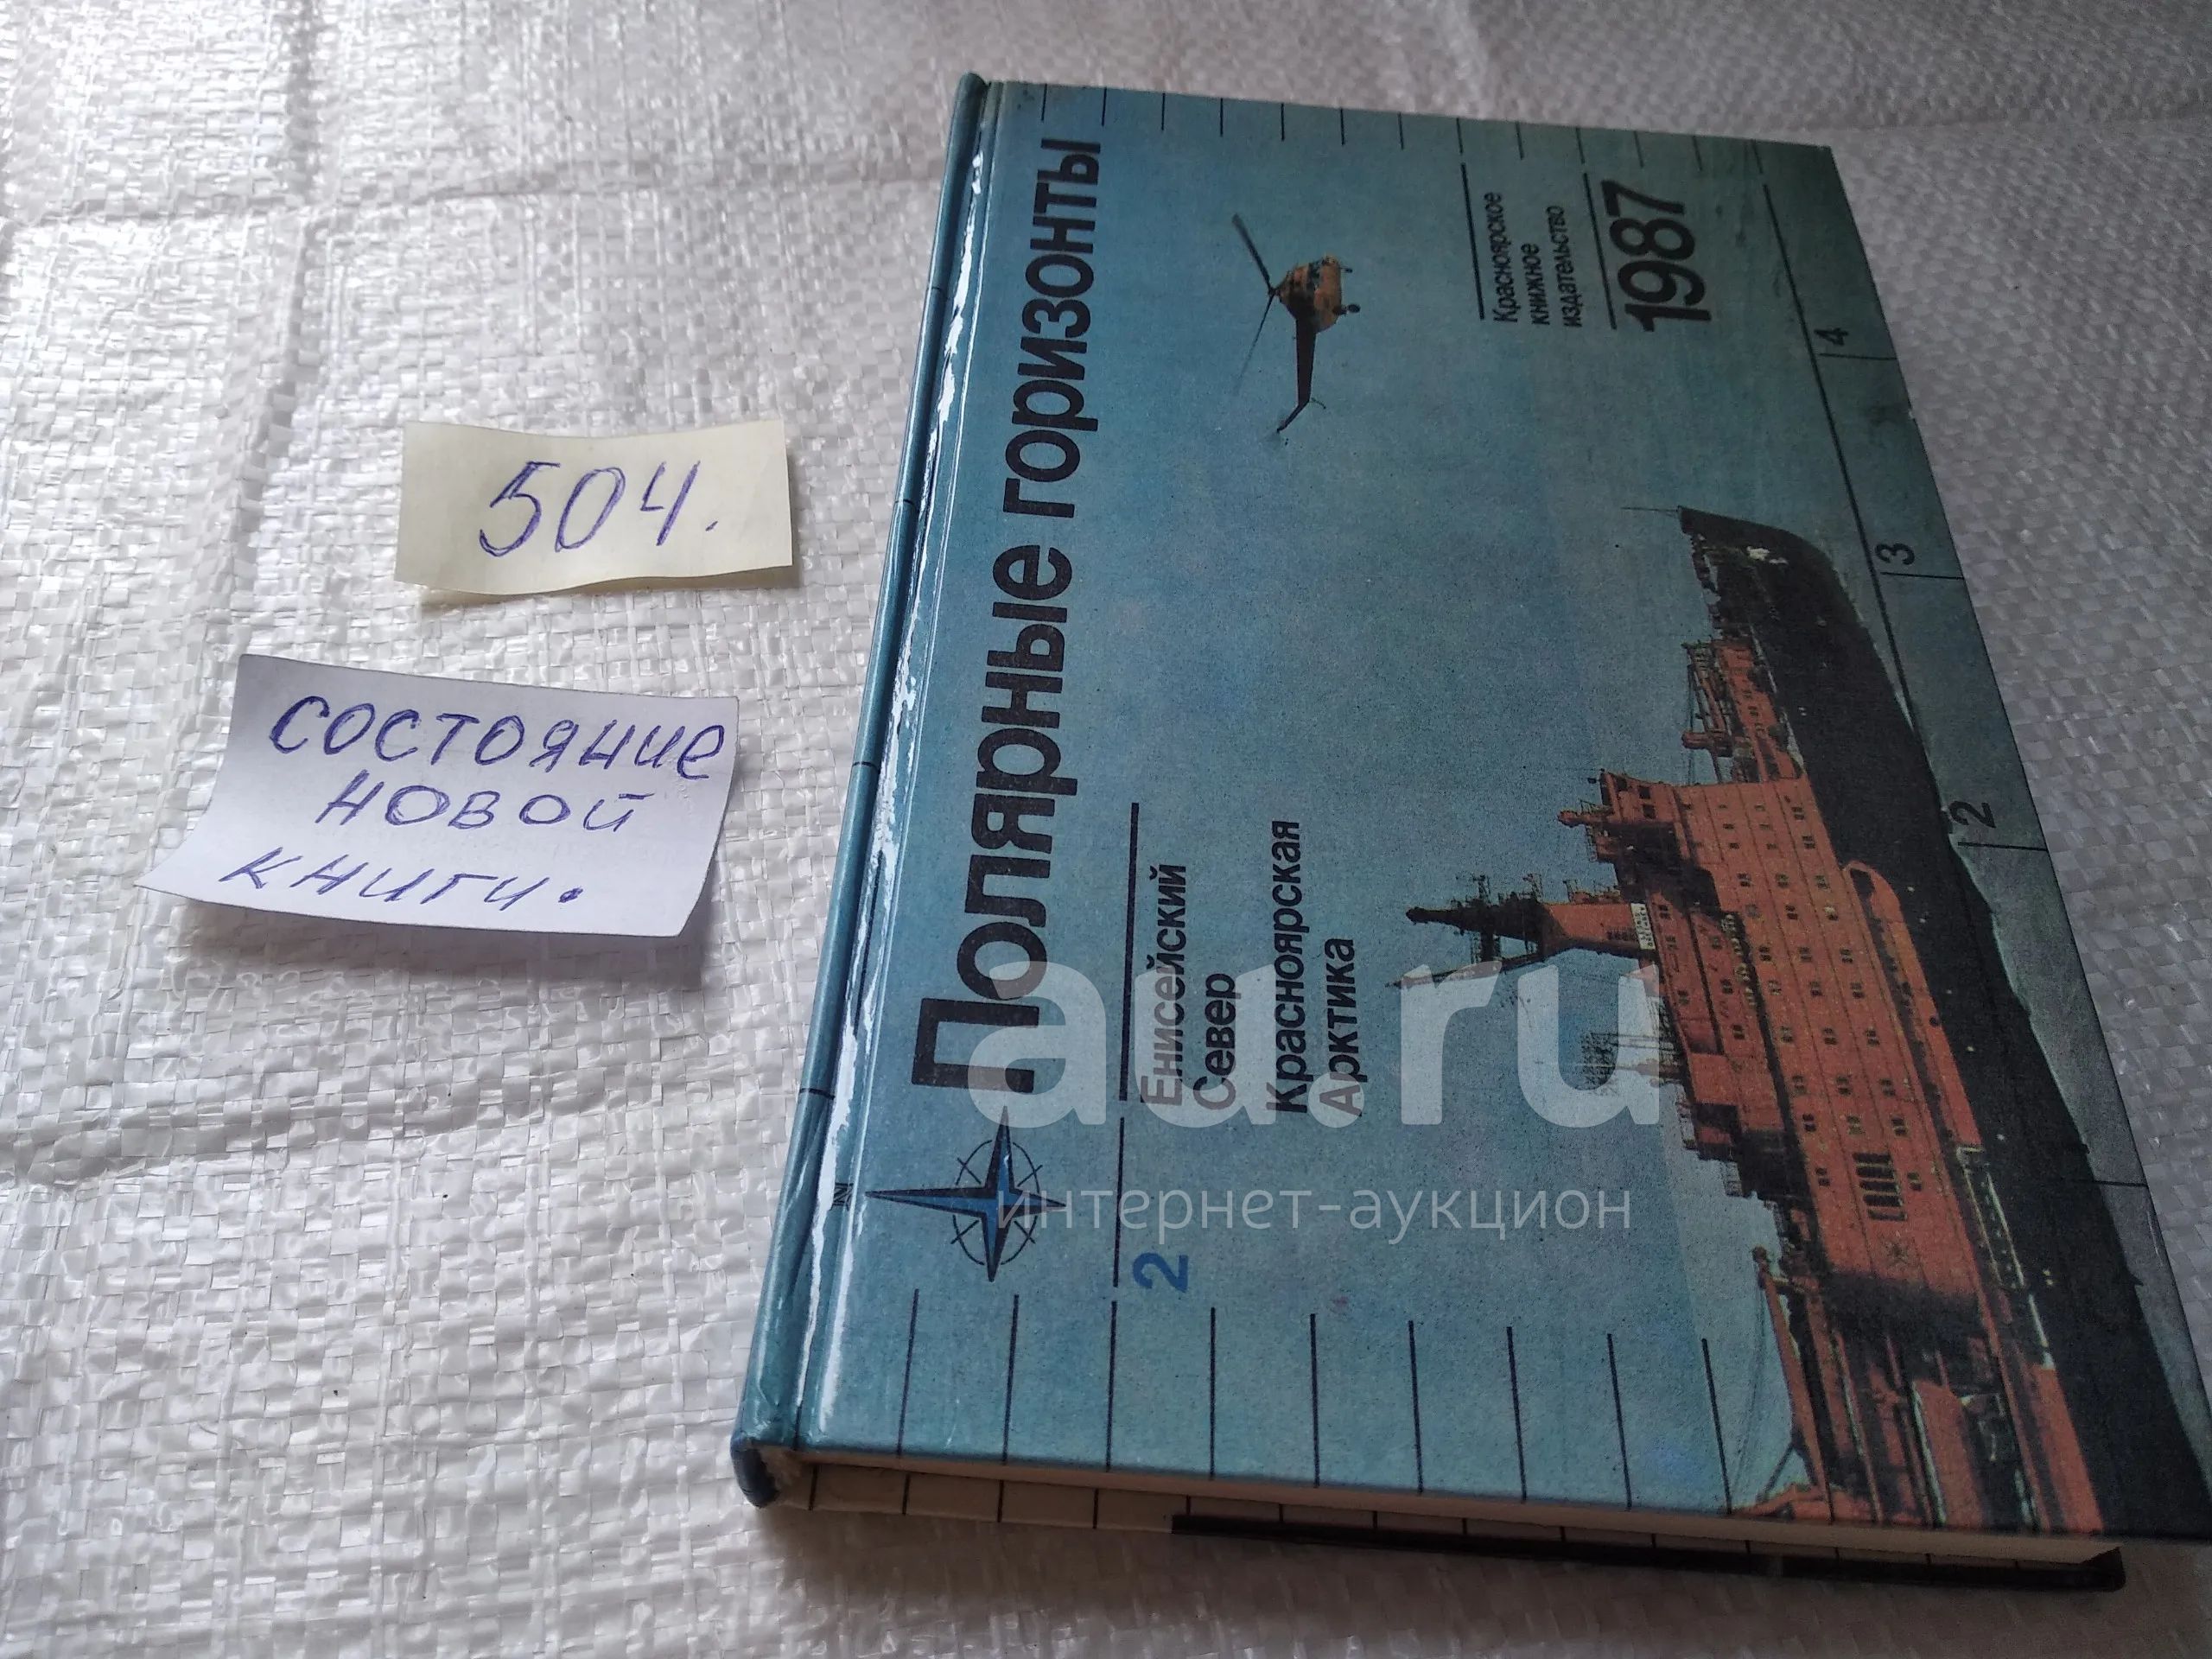 504.
состояние
новой
книги.
Полярные горизонты
N
2
Енисейский
Север
Красноярская
Арктика
Красноярское
книжное
издательство
1987
4
3
2
au.ru
интернет-аукцион